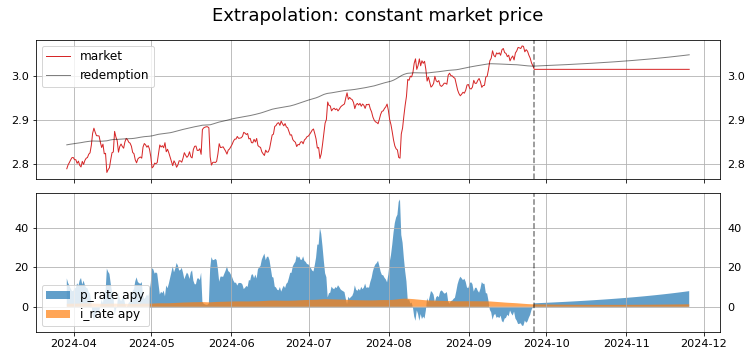 Extrapolation: constant market price
market
redemption
3.0 3.0
2.9 2.9
2.8 2.8
40 40
20 20
0 0
p_rate apy
i_rate apy
2024-04 2024-05 2024-06 2024-07 2024-08 2024-09 2024-10 2024-11 2024-12